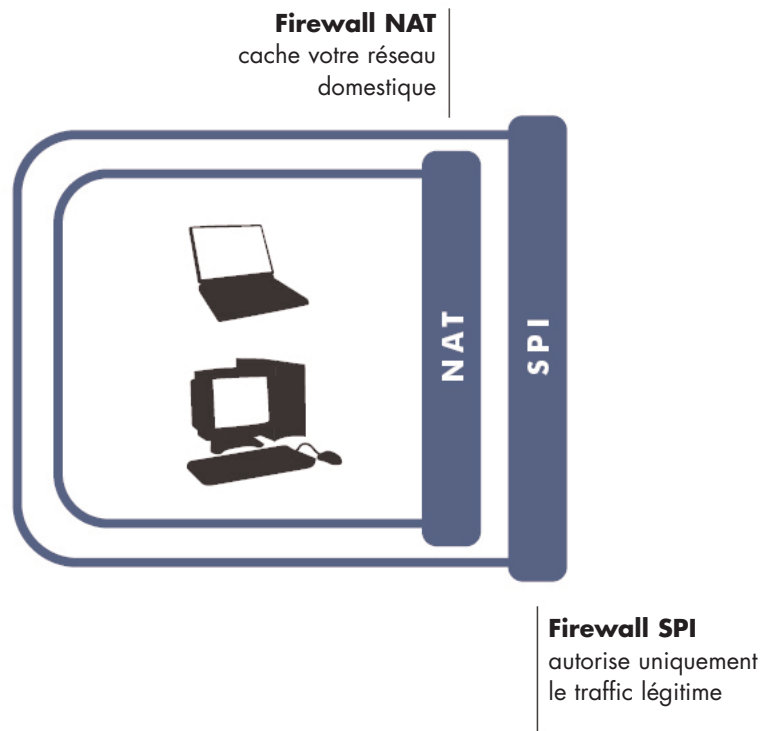 Firewall NAT
cache votre réseau
domestique
NAT
SPI
Firewall SPI
autorise uniquement
le traffic légitime